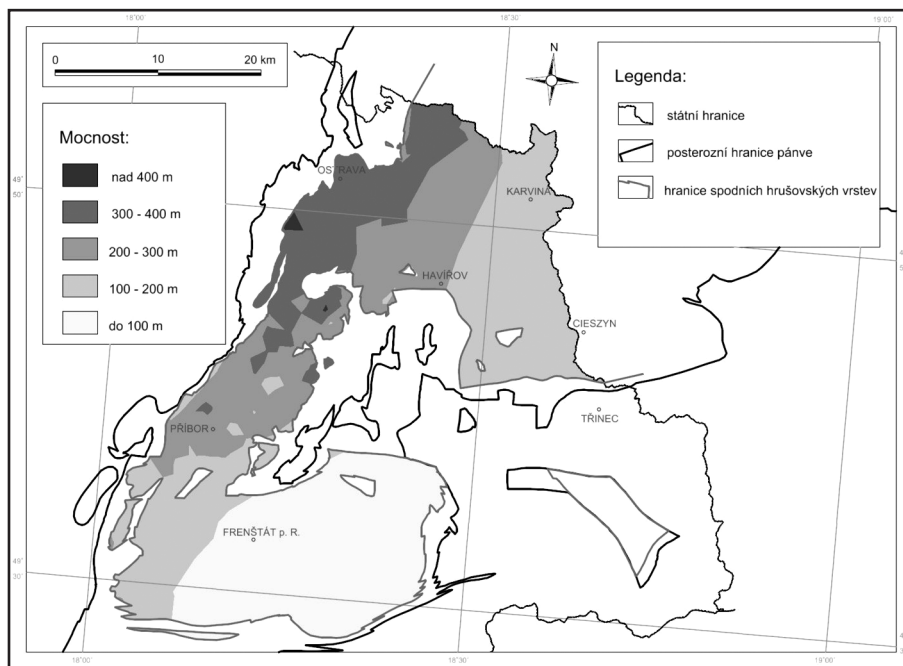 18°00'
18°30'
19°00'
0
10
20 km
N
Legenda:
státní hranice
posterozní hranice pánve
hranice spodních hrušovských vrstev
Mocnost:
nad 400 m
300 - 400 m
200 - 300 m
100 - 200 m
do 100 m
49°
50'
OSTRAVA
KARVINÁ
HAVÍŘOV
CIESZYN
TŘINEC
PŘÍBOR
FRENŠTÁT p. R.
49°
30'
18°00'
18°30'
19°00'